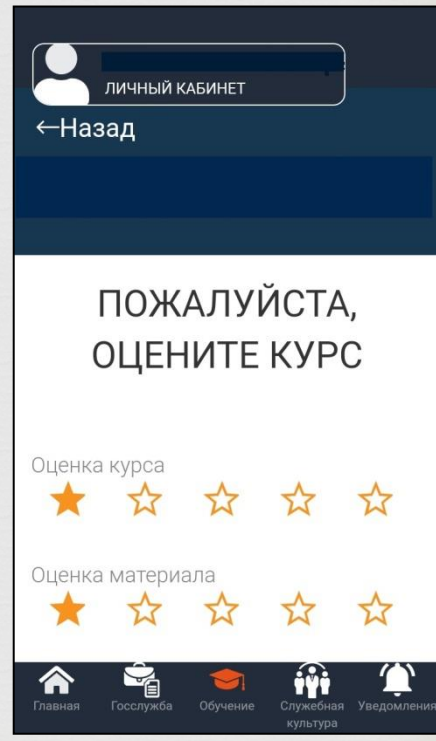 ЛИЧНЫЙ КАБИНЕТ
←Назад
ПОЖАЛУЙСТА,
ОЦЕНИТЕ КУРС
Оценка курса
Оценка материала
Главная
Госслужба
Обучение
Служебная
культура
Уведомления